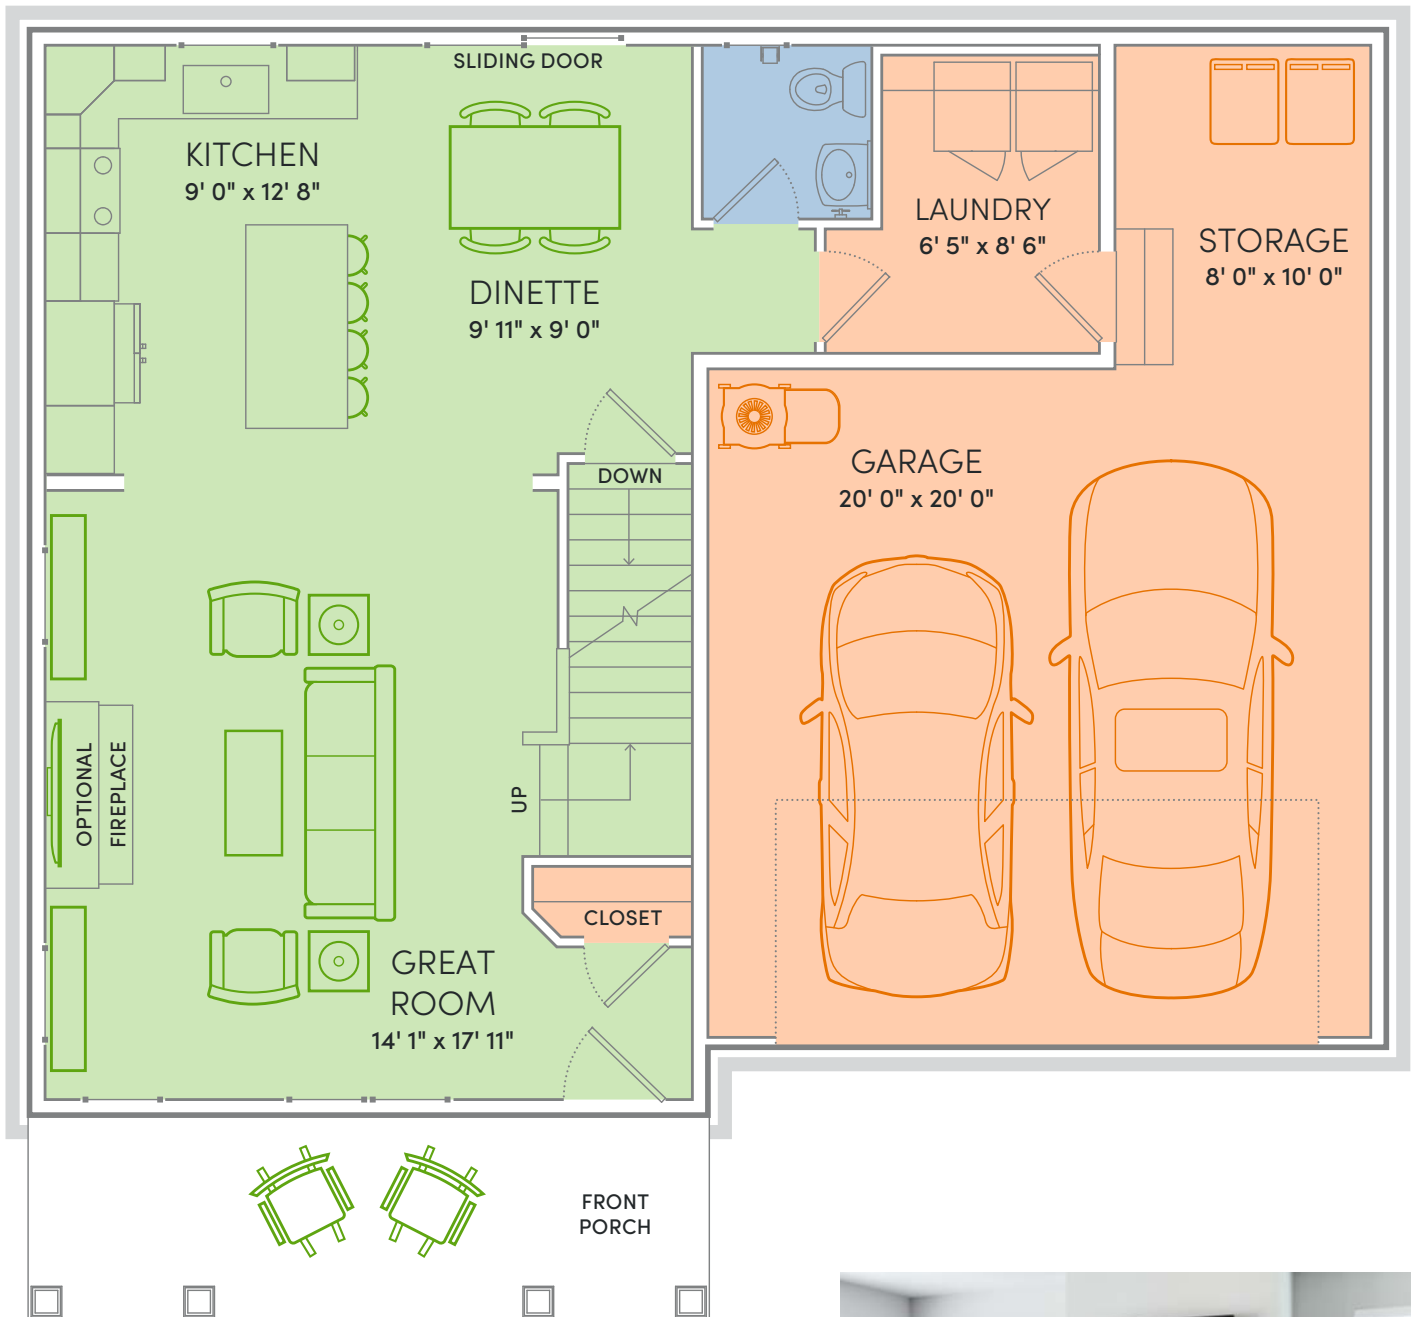 SLIDING DOOR
KITCHEN
9' 0" x 12' 8"
DINETTE
9' 11" x 9' 0"
LAUNDRY
6' 5" x 8' 6"
STORAGE
8' 0" x 10' 0"
DOWN
GARAGE
20' 0" x 20' 0"
OPTIONAL
FIREPLACE
UP
CLOSET
GREAT
ROOM
14' 1" x 17' 11"
FRONT
PORCH